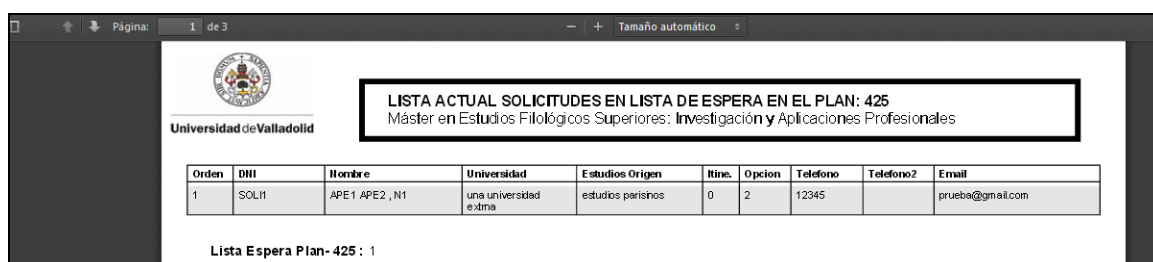 Página: 1 de 3 Tamaño automático
Universidad de Valladolid
LISTA ACTUAL SOLICITUDES EN LISTA DE ESPERA EN EL PLAN: 425
Máster en Estudios Filológicos Superiores: Investigación y Aplicaciones Profesionales
Orden DNI Nombre Universidad Estudios Origen Itine. Opcion Telefono Telefono2 Email
1 SOLI1 APE1 APE2 , N1 una universidad estudios parisinos 0 2 12345 prueba@gmail.com
extrna
Lista Espera Plan- 425 : 1